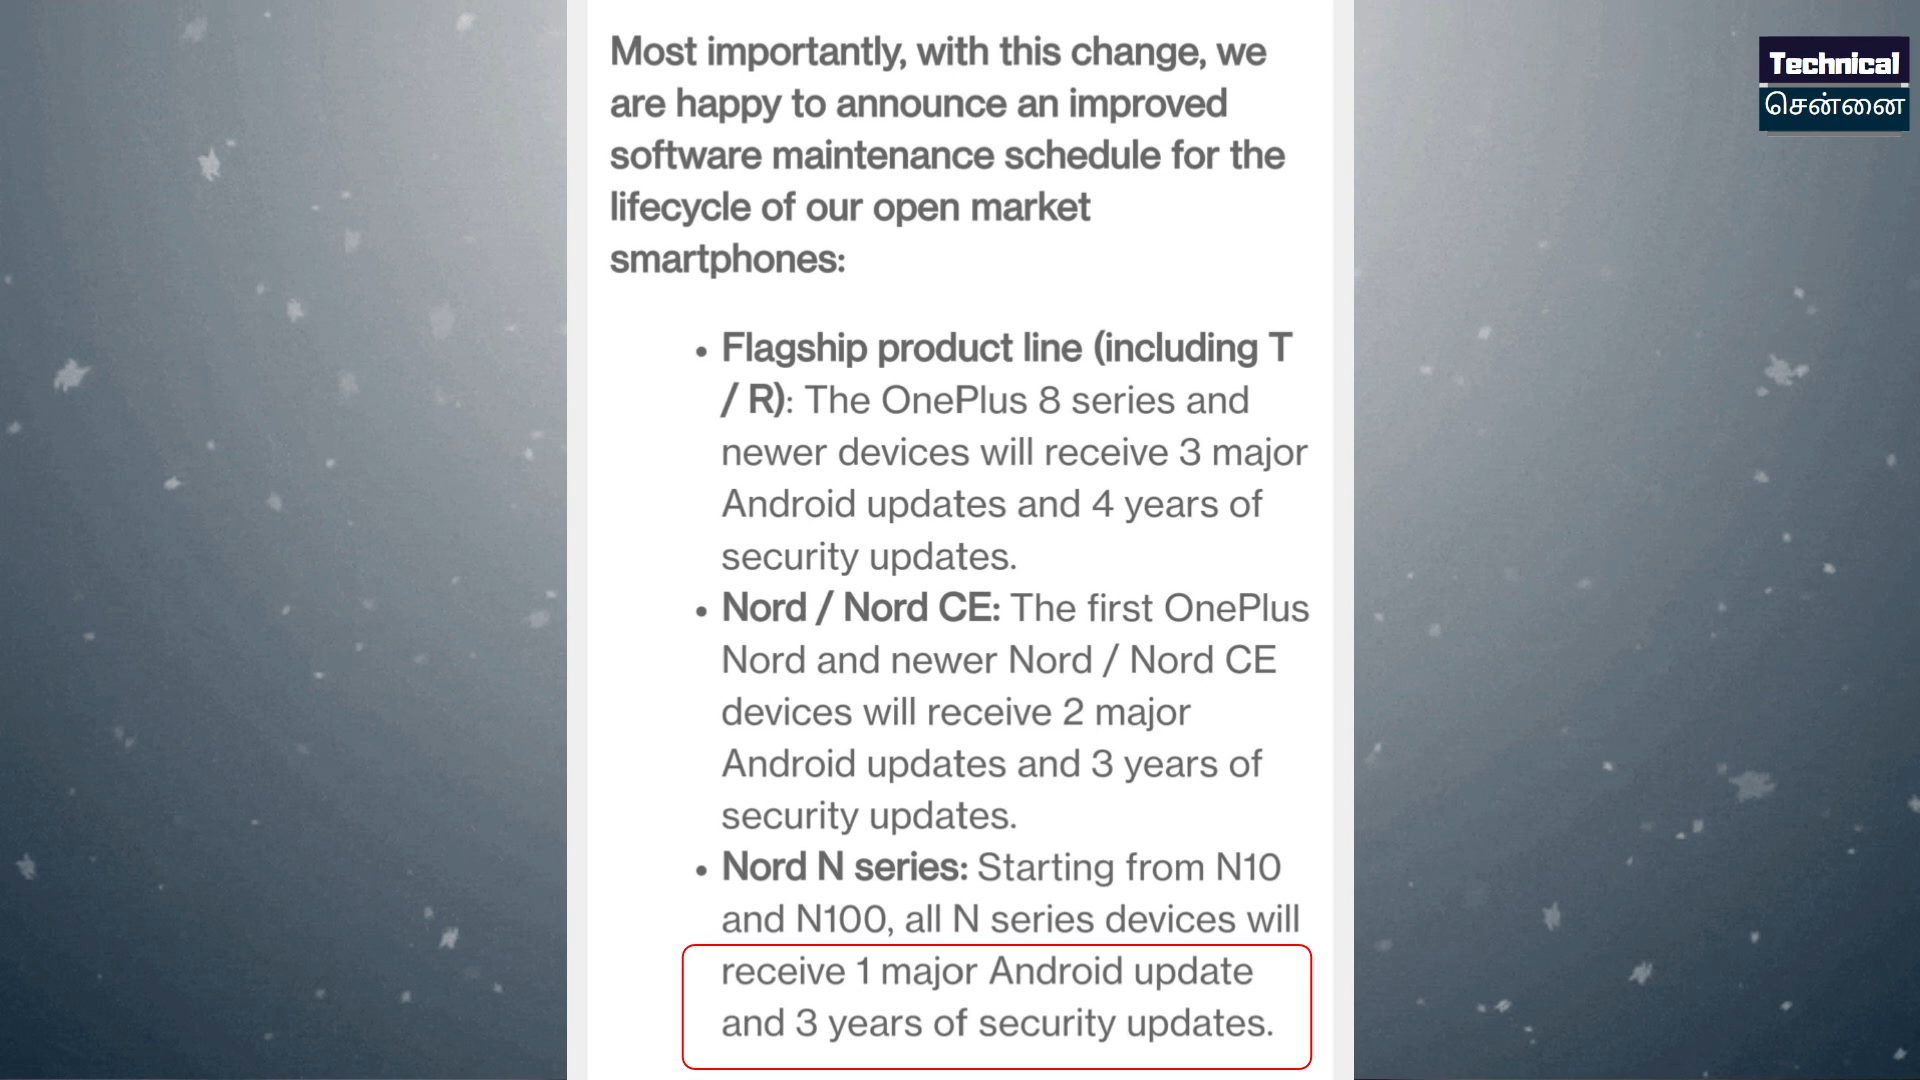 Most importantly, with this change, we
are happy to announce an improved
software maintenance schedule for the
lifecycle of our open market
smartphones:
• Flagship product line (including T
/ R): The OnePlus 8 series and
newer devices will receive 3 major
Android updates and 4 years of
security updates.
• Nord / Nord CE: The first OnePlus
Nord and newer Nord / Nord CE
devices will receive 2 major
Android updates and 3 years of
security updates.
• Nord N series: Starting from N10
and N100, all N series devices will
receive 1 major Android update
and 3 years of security updates.
Technical
சென்னை